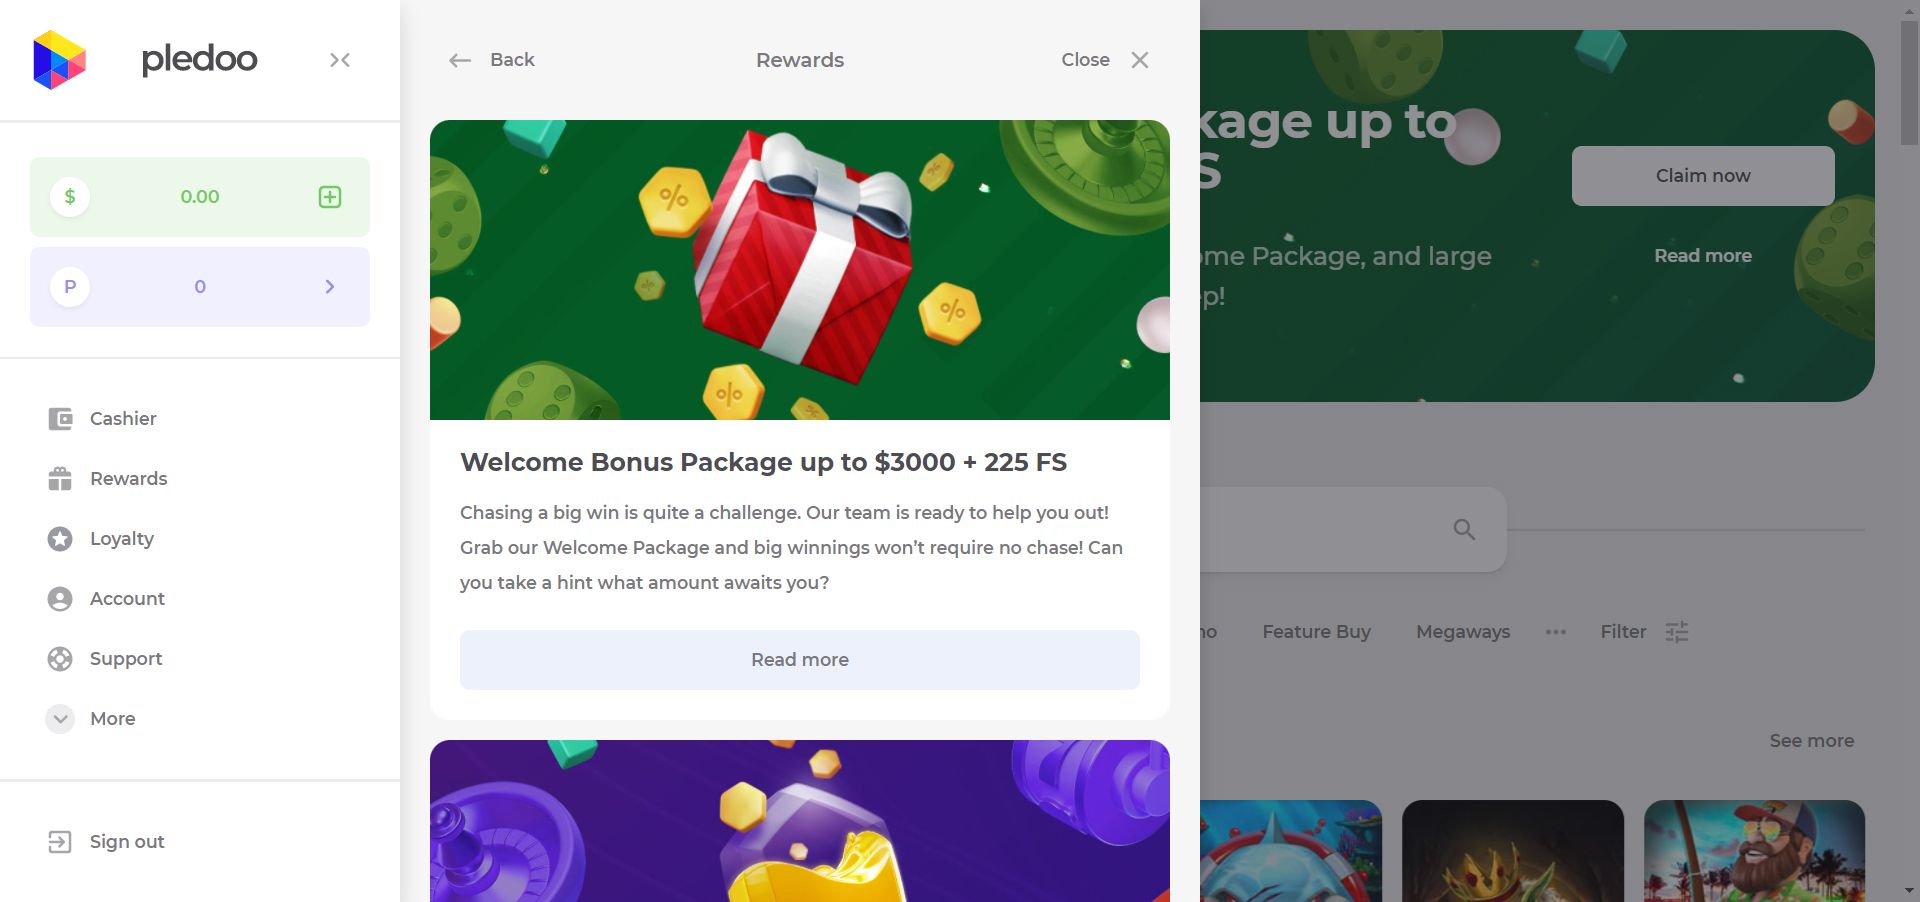 pledoo
$ 0.00
P 0
Cashier
Rewards
Loyalty
Account
Support
More
Sign out
Back
Rewards
Close
Welcome Bonus Package up to $3000 + 225 FS
Chasing a big win is quite a challenge. Our team is ready to help you out!
Grab our Welcome Package and big winnings won't require no chase! Can
you take a hint what amount awaits you?
Read more
kage up to
S
Claim now
ome Package, and large
Read more
ep!
no
Feature Buy
Megaways
Filter
See more